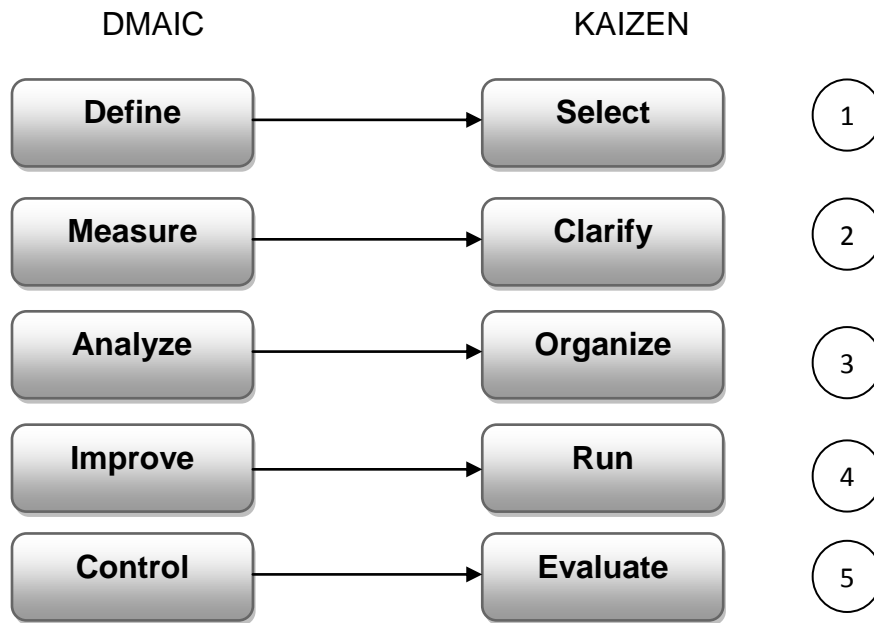 DMAIC KAIZEN
Define Select 1
Measure Clarify 2
Analyze Organize 3
Improve Run 4
Control Evaluate 5